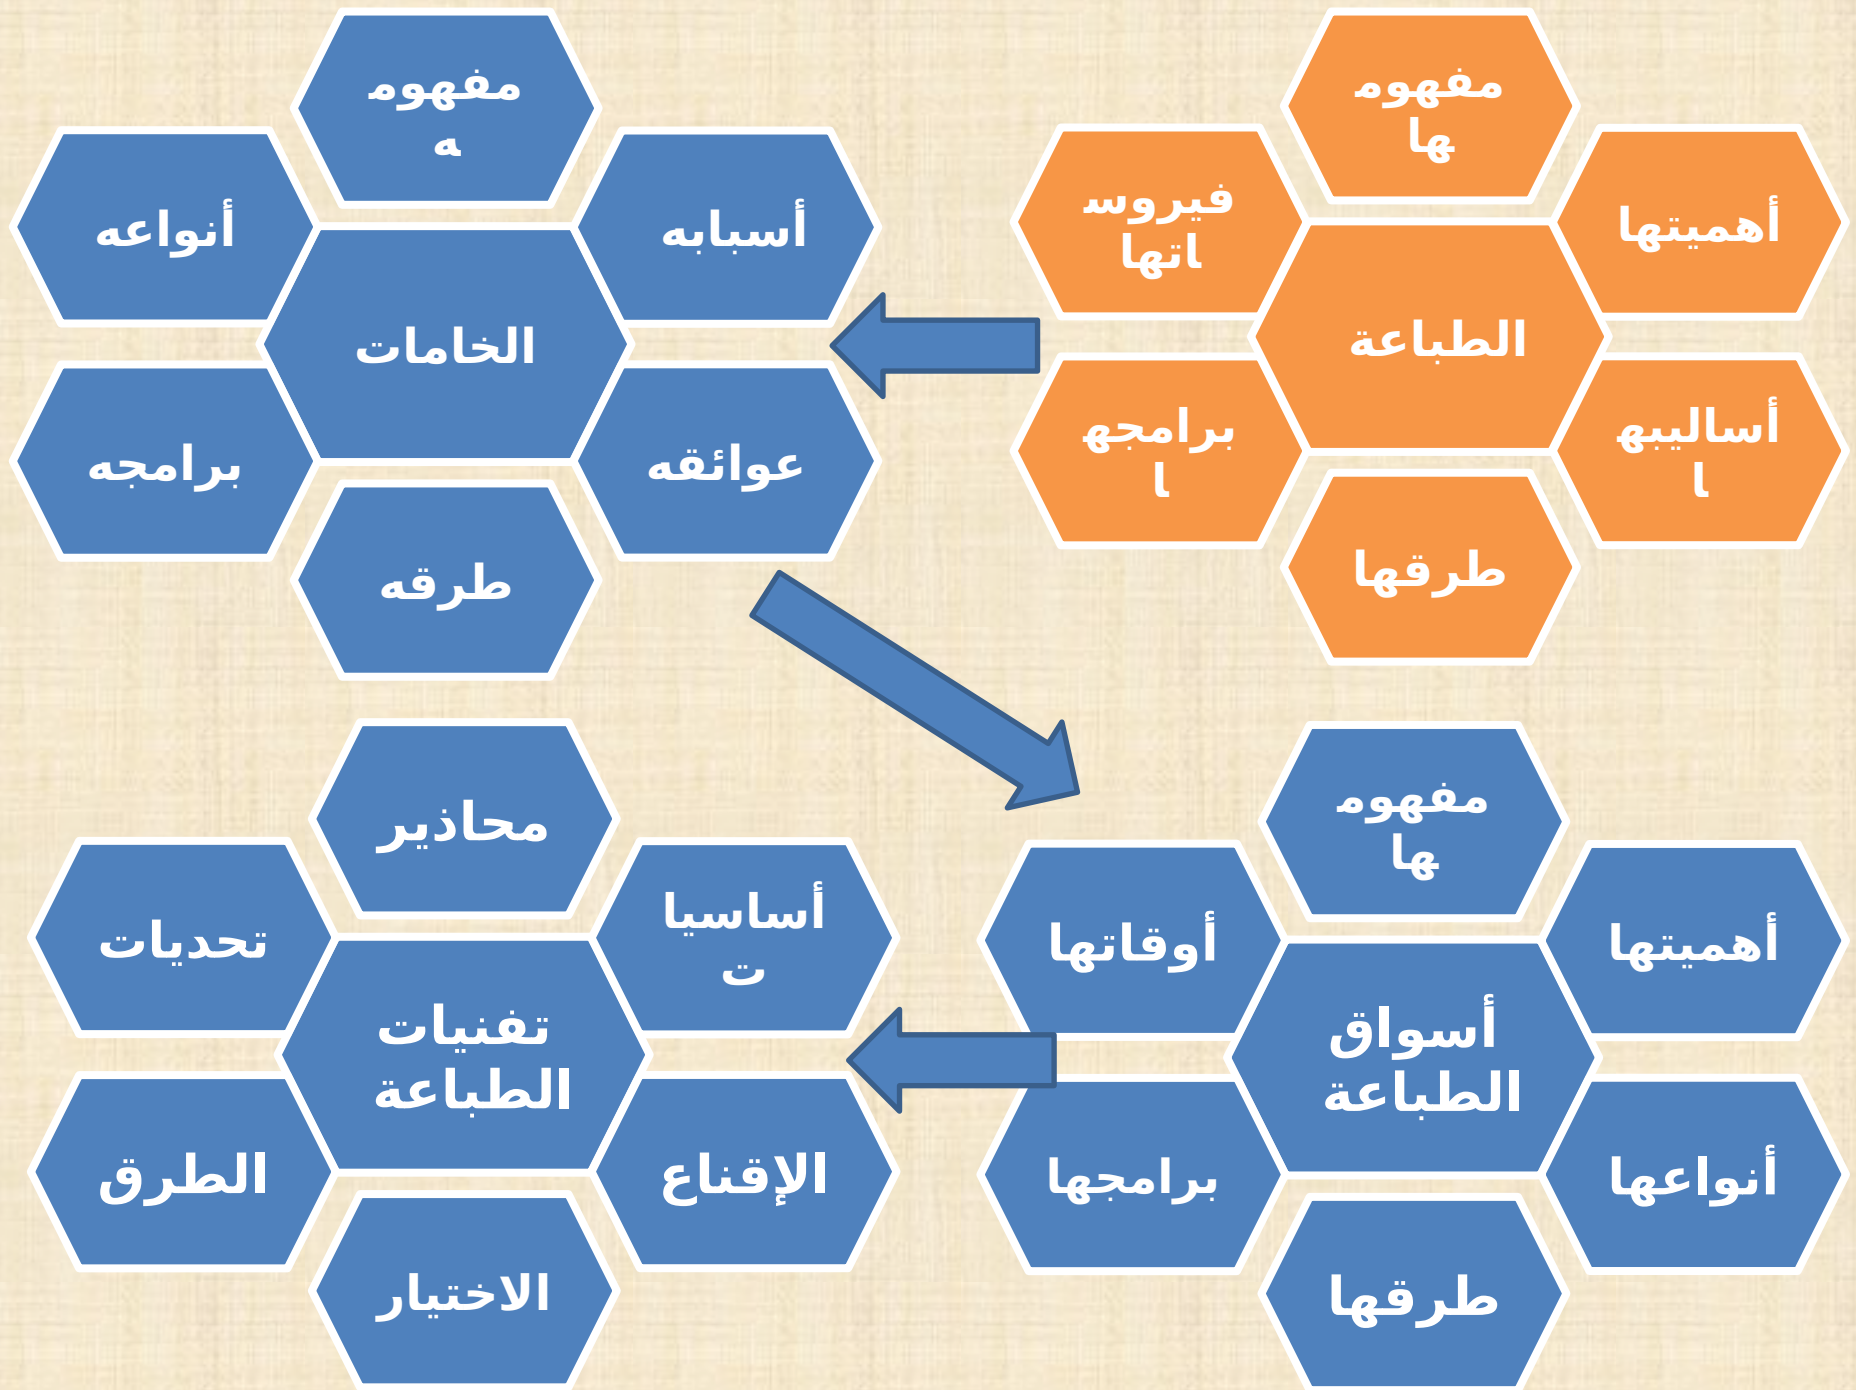 مفهوم
ها
أهميتها
فيروس
اتها
الطباعة
أساليبه
ا
برامجه
ا
طرقها
مفهوم
ه
أسبابه
أنواعه
الخامات
عوائقه
برامجه
طرقه
مفهوم
ها
أهميتها
أوقاتها
أسواق
الطباعة
أنواعها
برامجها
طرقها
محاذير
أساسيا
ت
تحديات
تفنيات
الطباعة
الإقناع
الطرق
الاختيار